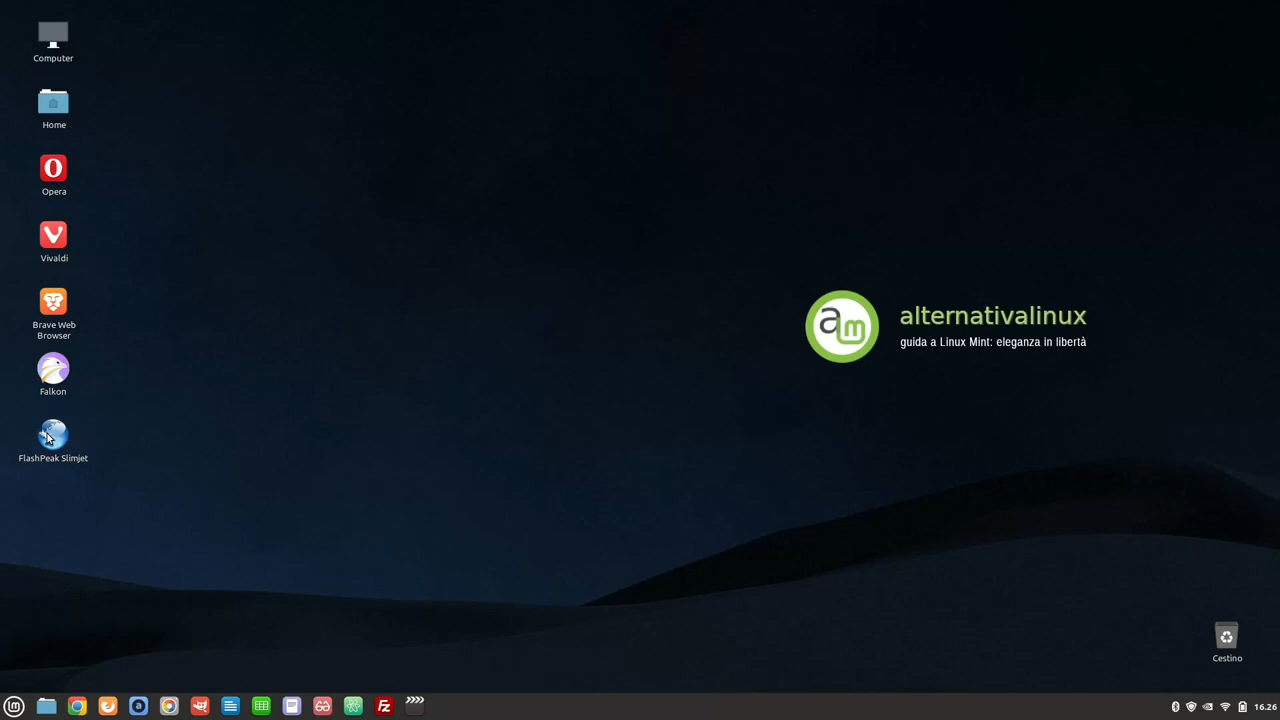 Computer
Home
Opera
Vivaldi
Brave Web
Browser
Falkon
FlashPeak Slimjet
am
alternativalinux
guida a Linux Mint: eleganza in libertà
Cestino
16.26